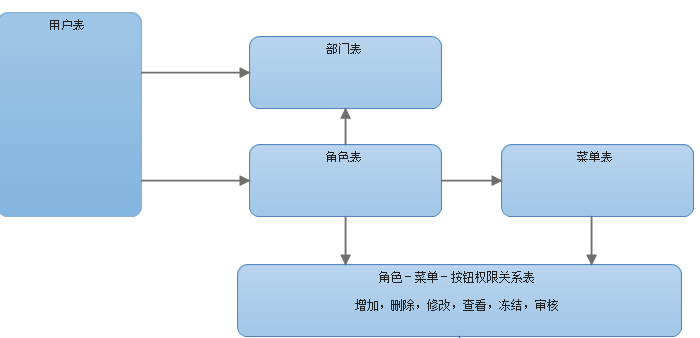 用户表
部门表
角色表
菜单表
角色-菜单-按钮权限关系表
增加，删除，修改，查看，冻结，审核